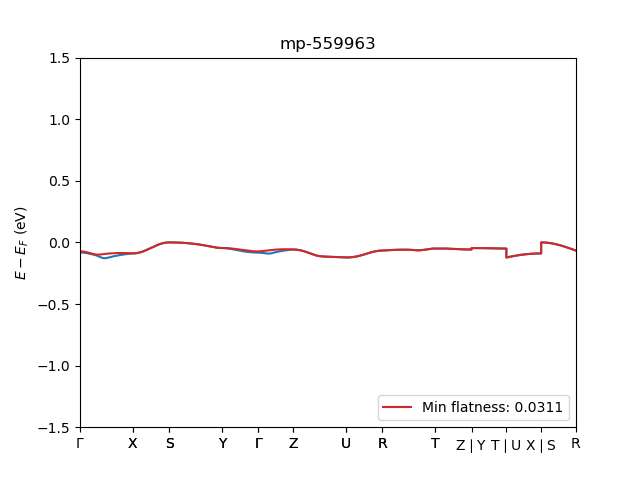 mp-559963
1.5
1.0
0.5
0.0
−0.5
−1.0
−1.5
E − E_F (eV)
Min flatness: 0.0311
Γ X S Y Γ Z U R T Z | Y T | U X | S R